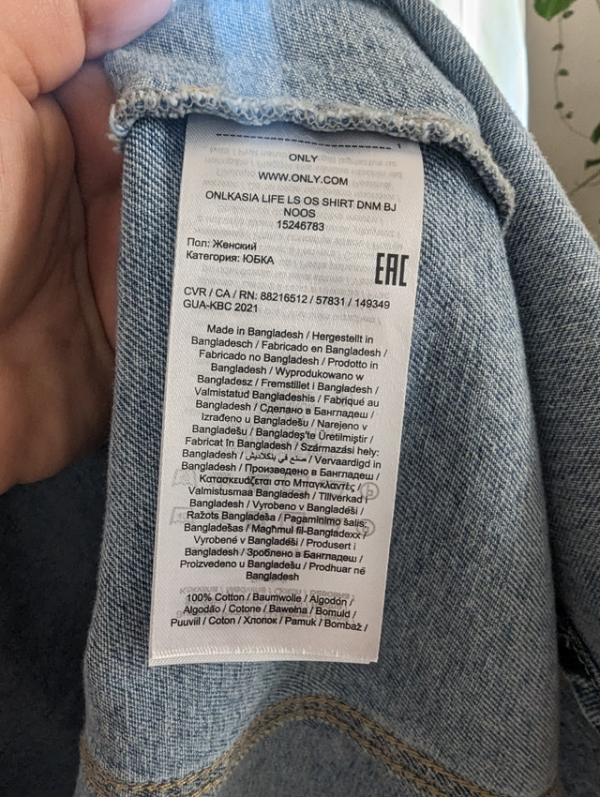 1
ONLY
WWW.ONLY.COM
ONLKASIA LIFE LS OS SHIRT DNM BJ
NOOS
15246783
Пол: Женский
Категория: ЮБКА
EAC
CVR / CA / RN: 88216512 / 57831 / 149349
GUA-KBC 2021
Made in Bangladesh / Hergestellt in
Bangladesch / Fabricado en Bangladesh /
Fabricado no Bangladesh / Prodotto in
Bangladesh / Wyprodukowano w
Bangladesz / Fremstillet i Bangladesh /
Valmistatud Bangladeshis / Fabriqué au
Bangladesh / Сделано в Бангладеш /
Izrađeno u Bangladešu / Narejeno v
Bangladešu / Bangladeş'te Üretilmiştir /
Fabricat în Bangladesh / Származási hely:
Bangladesh / صنع في بنكلاديش / Vervaardigd in
Bangladesh / Произведено в Бангладеш /
Κατασκευάζεται στο Μπαγκλαντές /
Valmistusmaa Bangladesh / Tillverkad i
Bangladesh / Vyrobeno v Bangladéši /
Ražots Bangladeša / Pagaminimo šalis:
Bangladešas / Magħmul fil-Bangladexx /
Vyrobené v Bangladéši / Produsert i
Bangladesh / Зроблено в Бангладеш /
Proizvedeno u Bangladešu / Prodhuar në
Bangladesh
100% Cotton / Baumwolle / Algodón /
Algodão / Cotone / Bawełna / Bomuld /
Puuviil / Coton / Хлопок / Pamuk / Bombaž /